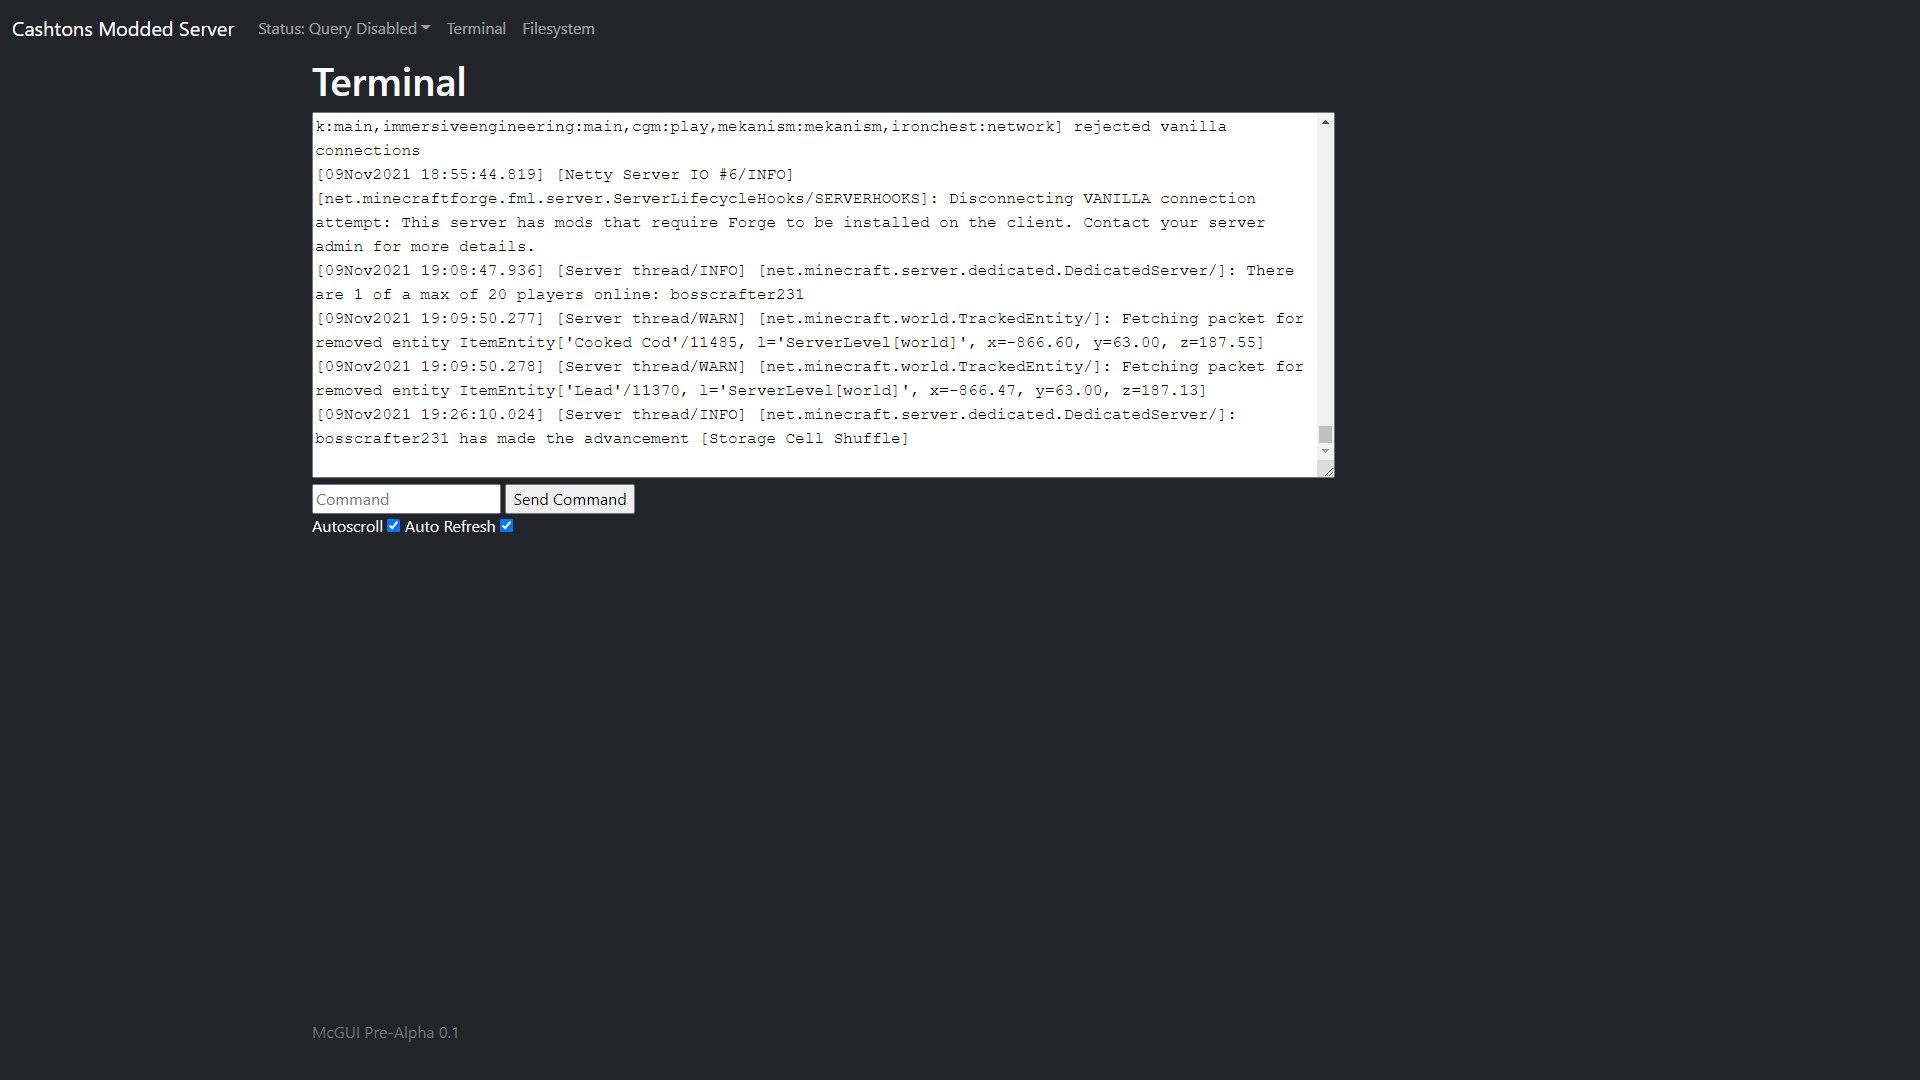 Cashtons Modded Server Status: Query Disabled Terminal Filesystem
Terminal
k:main,immersiveengineering:main,cgm:play,mekanism:mekanism,ironchest:network] rejected vanilla
connections
[09Nov2021 18:55:44.819] [Netty Server IO #6/INFO]
[net.minecraftforge.fml.server.ServerLifecycleHooks/SERVERHOOKS]: Disconnecting VANILLA connection
attempt: This server has mods that require Forge to be installed on the client. Contact your server
admin for more details.
[09Nov2021 19:08:47.936] [Server thread/INFO] [net.minecraft.server.dedicated.DedicatedServer/]: There
are 1 of a max of 20 players online: bosscrafter231
[09Nov2021 19:09:50.277] [Server thread/WARN] [net.minecraft.world.TrackedEntity/]: Fetching packet for
removed entity ItemEntity['Cooked Cod'/11485, l='ServerLevel[world]', x=-866.60, y=63.00, z=187.55]
[09Nov2021 19:09:50.278] [Server thread/WARN] [net.minecraft.world.TrackedEntity/]: Fetching packet for
removed entity ItemEntity['Lead'/11370, l='ServerLevel[world]', x=-866.47, y=63.00, z=187.13]
[09Nov2021 19:26:10.024] [Server thread/INFO] [net.minecraft.server.dedicated.DedicatedServer/]:
bosscrafter231 has made the advancement [Storage Cell Shuffle]
Command Send Command
Autoscroll Auto Refresh
McGUI Pre-Alpha 0.1